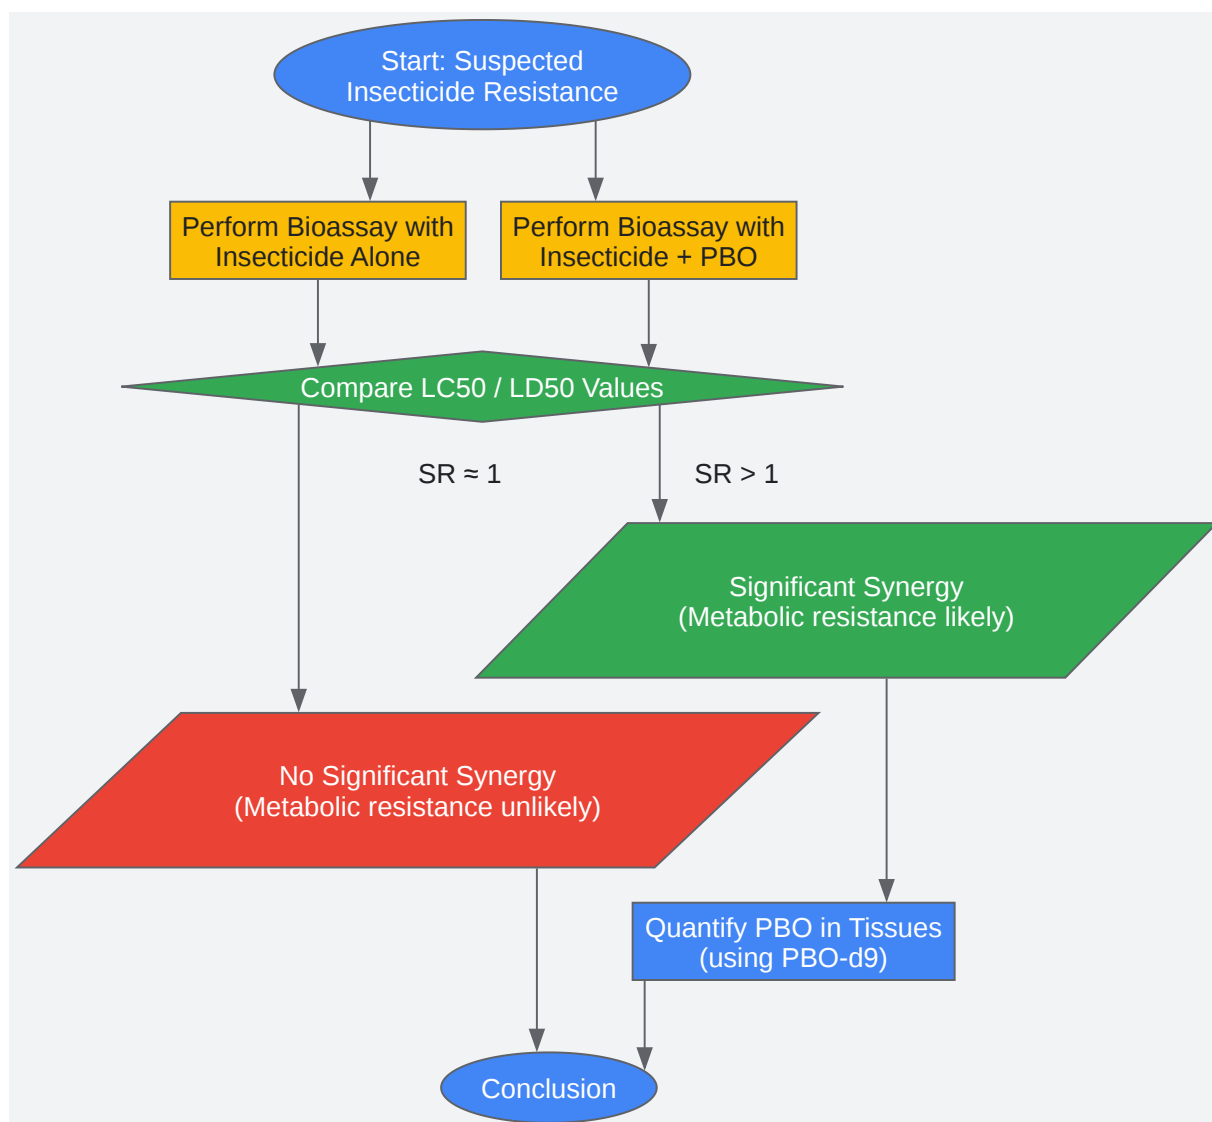 Start: Suspected
Insecticide Resistance
Perform Bioassay with
Insecticide Alone
Perform Bioassay with
Insecticide + PBO
Compare LC50 / LD50 Values
SR ≈ 1
SR > 1
Significant Synergy
(Metabolic resistance likely)
No Significant Synergy
(Metabolic resistance unlikely)
Quantify PBO in Tissues
(using PBO-d9)
Conclusion